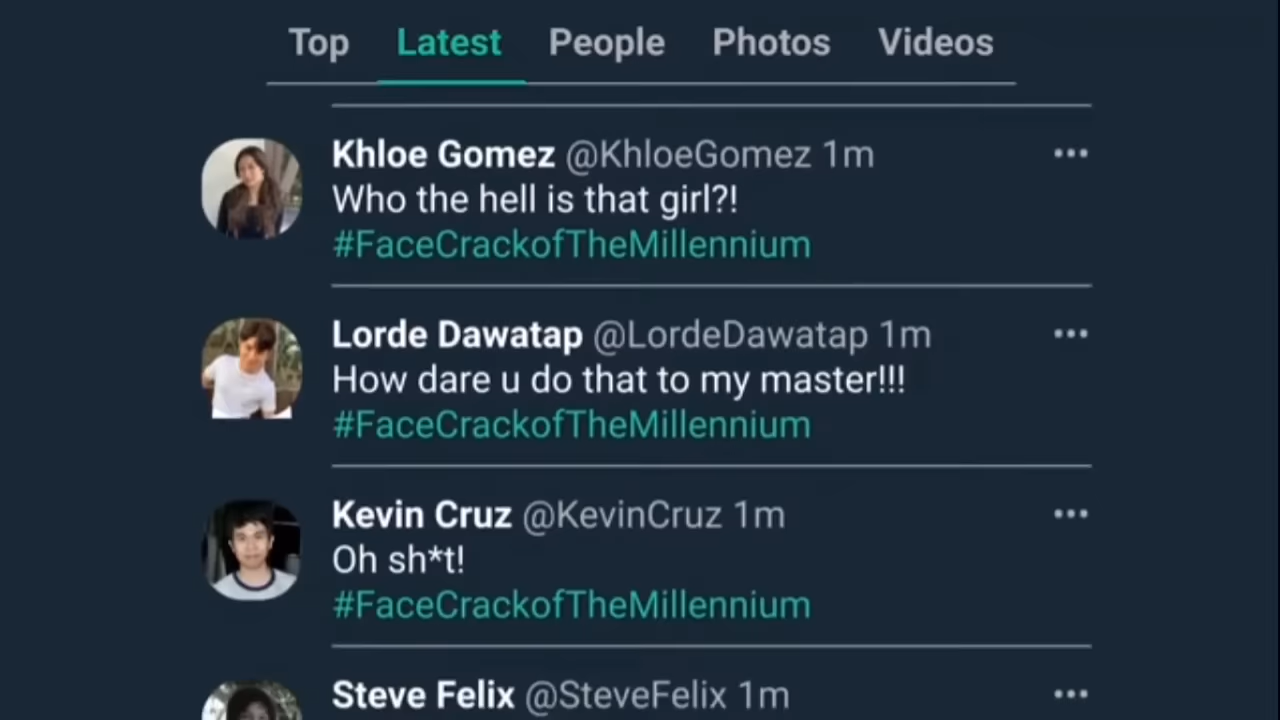 Top Latest People Photos Videos
Khloe Gomez @KhloeGomez 1m
Who the hell is that girl?!
#FaceCrackofTheMillennium
Lorde Dawatap @LordeDawatap 1m
How dare u do that to my master!!!
#FaceCrackofTheMillennium
Kevin Cruz @KevinCruz 1m
Oh sh*t!
#FaceCrackofTheMillennium
Steve Felix @SteveFelix 1m